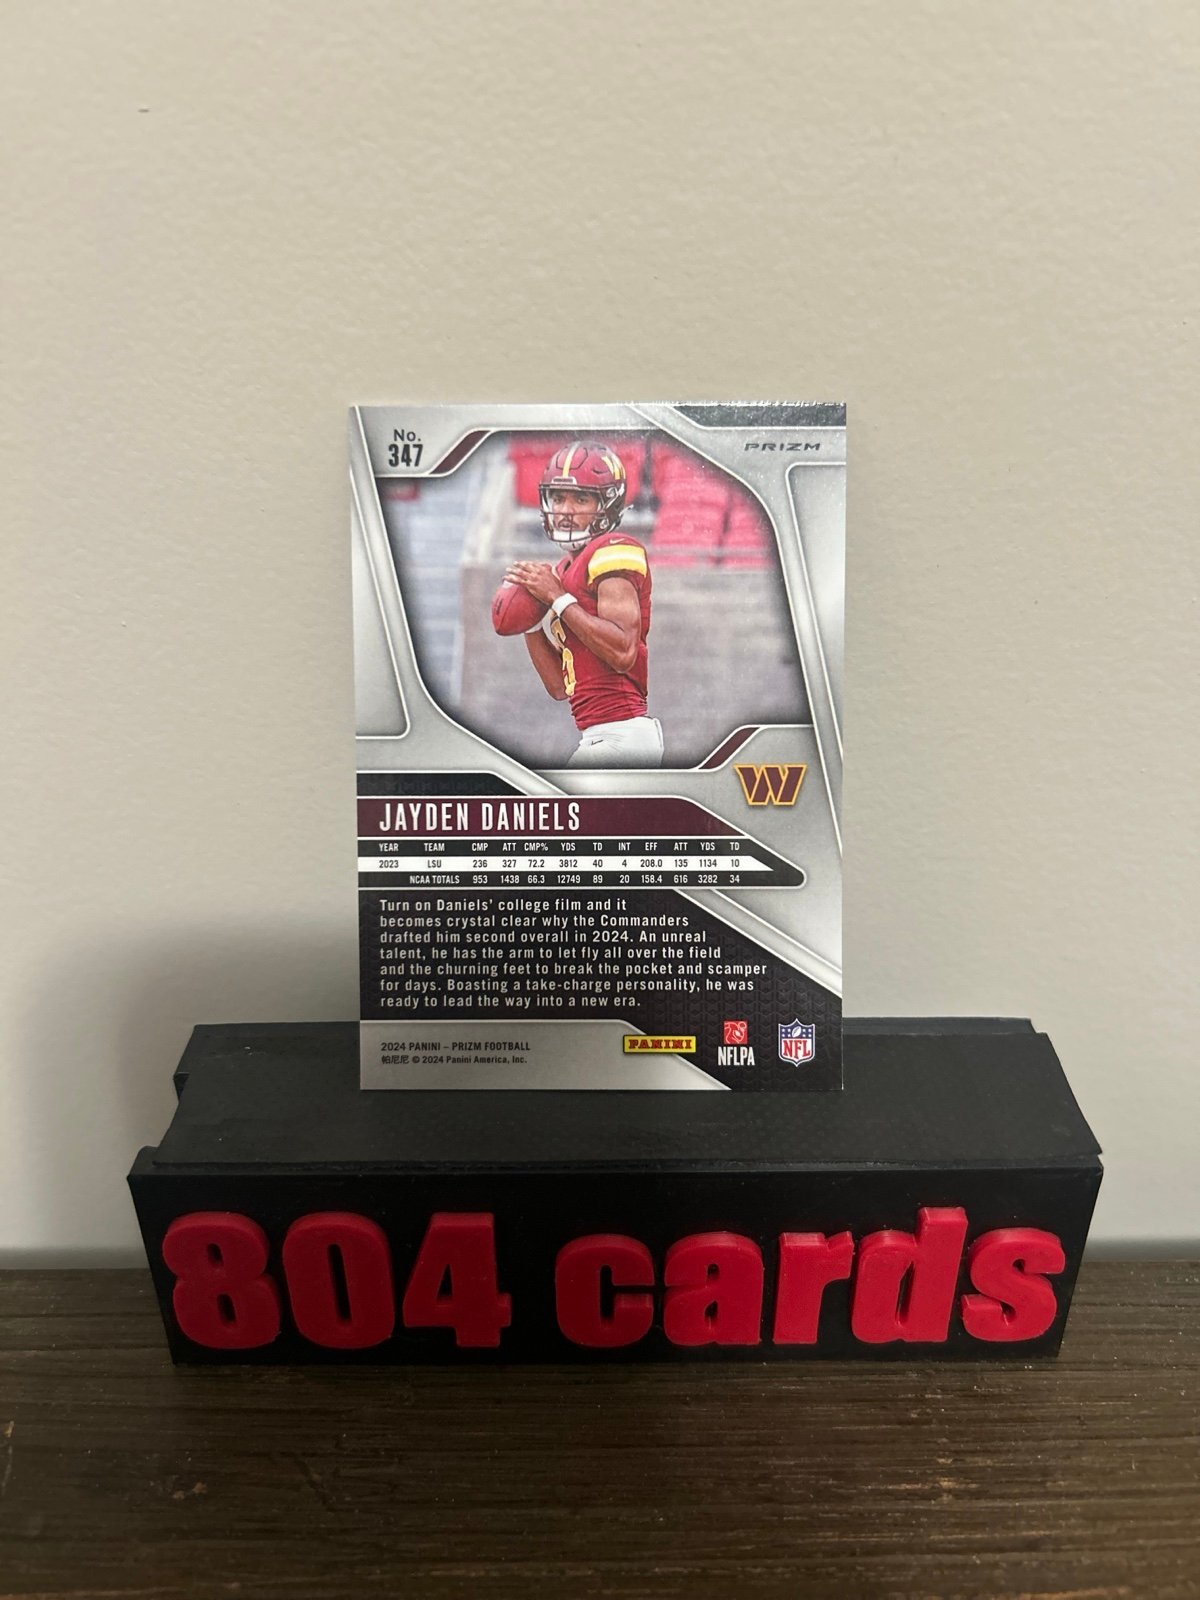 No.
347
PRIZM
W
JAYDEN DANIELS
YEAR TEAM CMP ATT CMP% YDS TD INT EFF ATT YDS TD
2023 LSU 236 327 72.2 3812 40 4 208.0 135 1134 10
NCAA TOTALS 953 1438 66.3 12749 89 20 158.4 616 3282 34
Turn on Daniels' college film and it
becomes crystal clear why the Commanders
drafted him second overall in 2024. An unreal
talent, he has the arm to let fly all over the field
and the churning feet to break the pocket and scamper
for days. Boasting a take-charge personality, he was
ready to lead the way into a new era.
2024 PANINI – PRIZM FOOTBALL
帕尼尼 © 2024 Panini America, Inc.
PANINI
NFLPA
NFL
804 cards